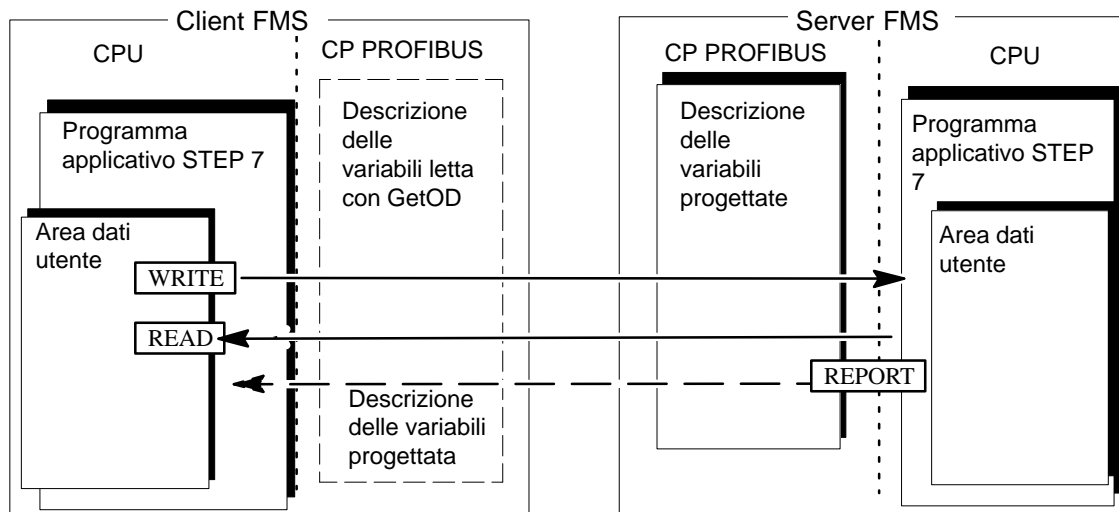 Client FMS
CPU
CP PROFIBUS
Programma
applicativo STEP 7
Area dati
utente
WRITE
READ
Descrizione
delle
variabili letta
con GetOD
Descrizione
delle variabili
progettata
Server FMS
CP PROFIBUS
CPU
Descrizione
delle
variabili
progettate
REPORT
Programma
applicativo STEP
7
Area dati
utente